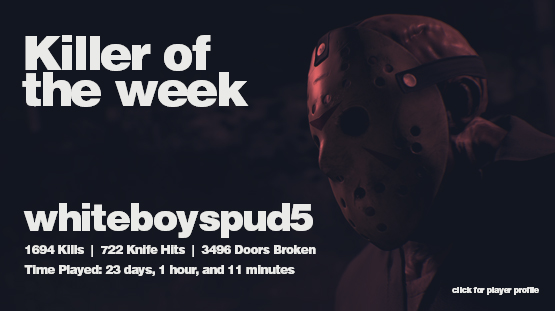 Killer of
the week
whiteboyspud5
1694 Kills | 722 Knife Hits | 3496 Doors Broken
Time Played: 23 days, 1 hour, and 11 minutes
click for player profile